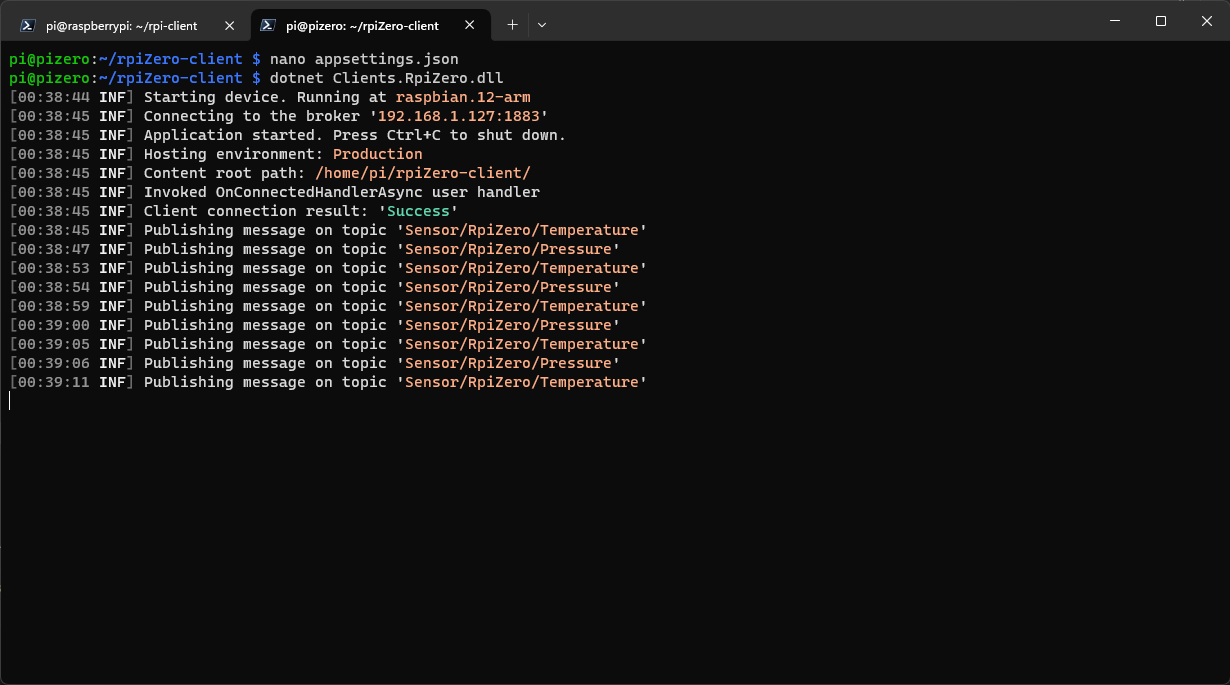 pi@raspberrypi: ~/rpi-client
pi@pizero: ~/rpiZero-client
pi@pizero:~/rpiZero-client $ nano appsettings.json
pi@pizero:~/rpiZero-client $ dotnet Clients.RpiZero.dll
[00:38:44 INF] Starting device. Running at raspbian.12-arm
[00:38:45 INF] Connecting to the broker '192.168.1.127:1883'
[00:38:45 INF] Application started. Press Ctrl+C to shut down.
[00:38:45 INF] Hosting environment: Production
[00:38:45 INF] Content root path: /home/pi/rpiZero-client/
[00:38:45 INF] Invoked OnConnectedHandlerAsync user handler
[00:38:45 INF] Client connection result: 'Success'
[00:38:45 INF] Publishing message on topic 'Sensor/RpiZero/Temperature'
[00:38:47 INF] Publishing message on topic 'Sensor/RpiZero/Pressure'
[00:38:53 INF] Publishing message on topic 'Sensor/RpiZero/Temperature'
[00:38:54 INF] Publishing message on topic 'Sensor/RpiZero/Pressure'
[00:38:59 INF] Publishing message on topic 'Sensor/RpiZero/Temperature'
[00:39:00 INF] Publishing message on topic 'Sensor/RpiZero/Pressure'
[00:39:05 INF] Publishing message on topic 'Sensor/RpiZero/Temperature'
[00:39:06 INF] Publishing message on topic 'Sensor/RpiZero/Pressure'
[00:39:11 INF] Publishing message on topic 'Sensor/RpiZero/Temperature'